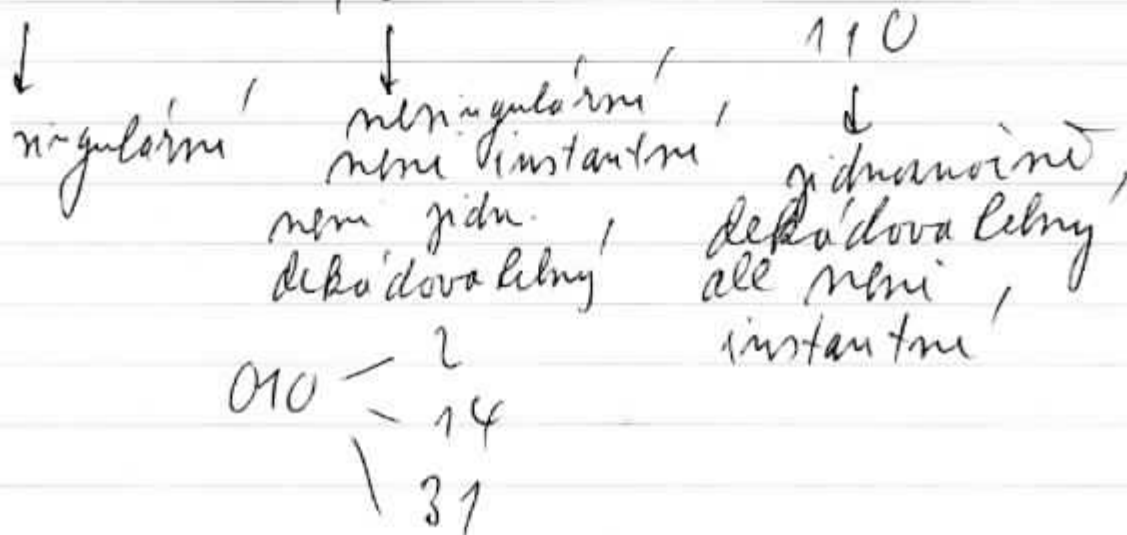 110
↓ ↓ ↓
singulární
nesingulární
není instantní
není jedn.
dekódovatelný
jednoznačně
dekódovatelný
ale není
instantní
010 2
14
31